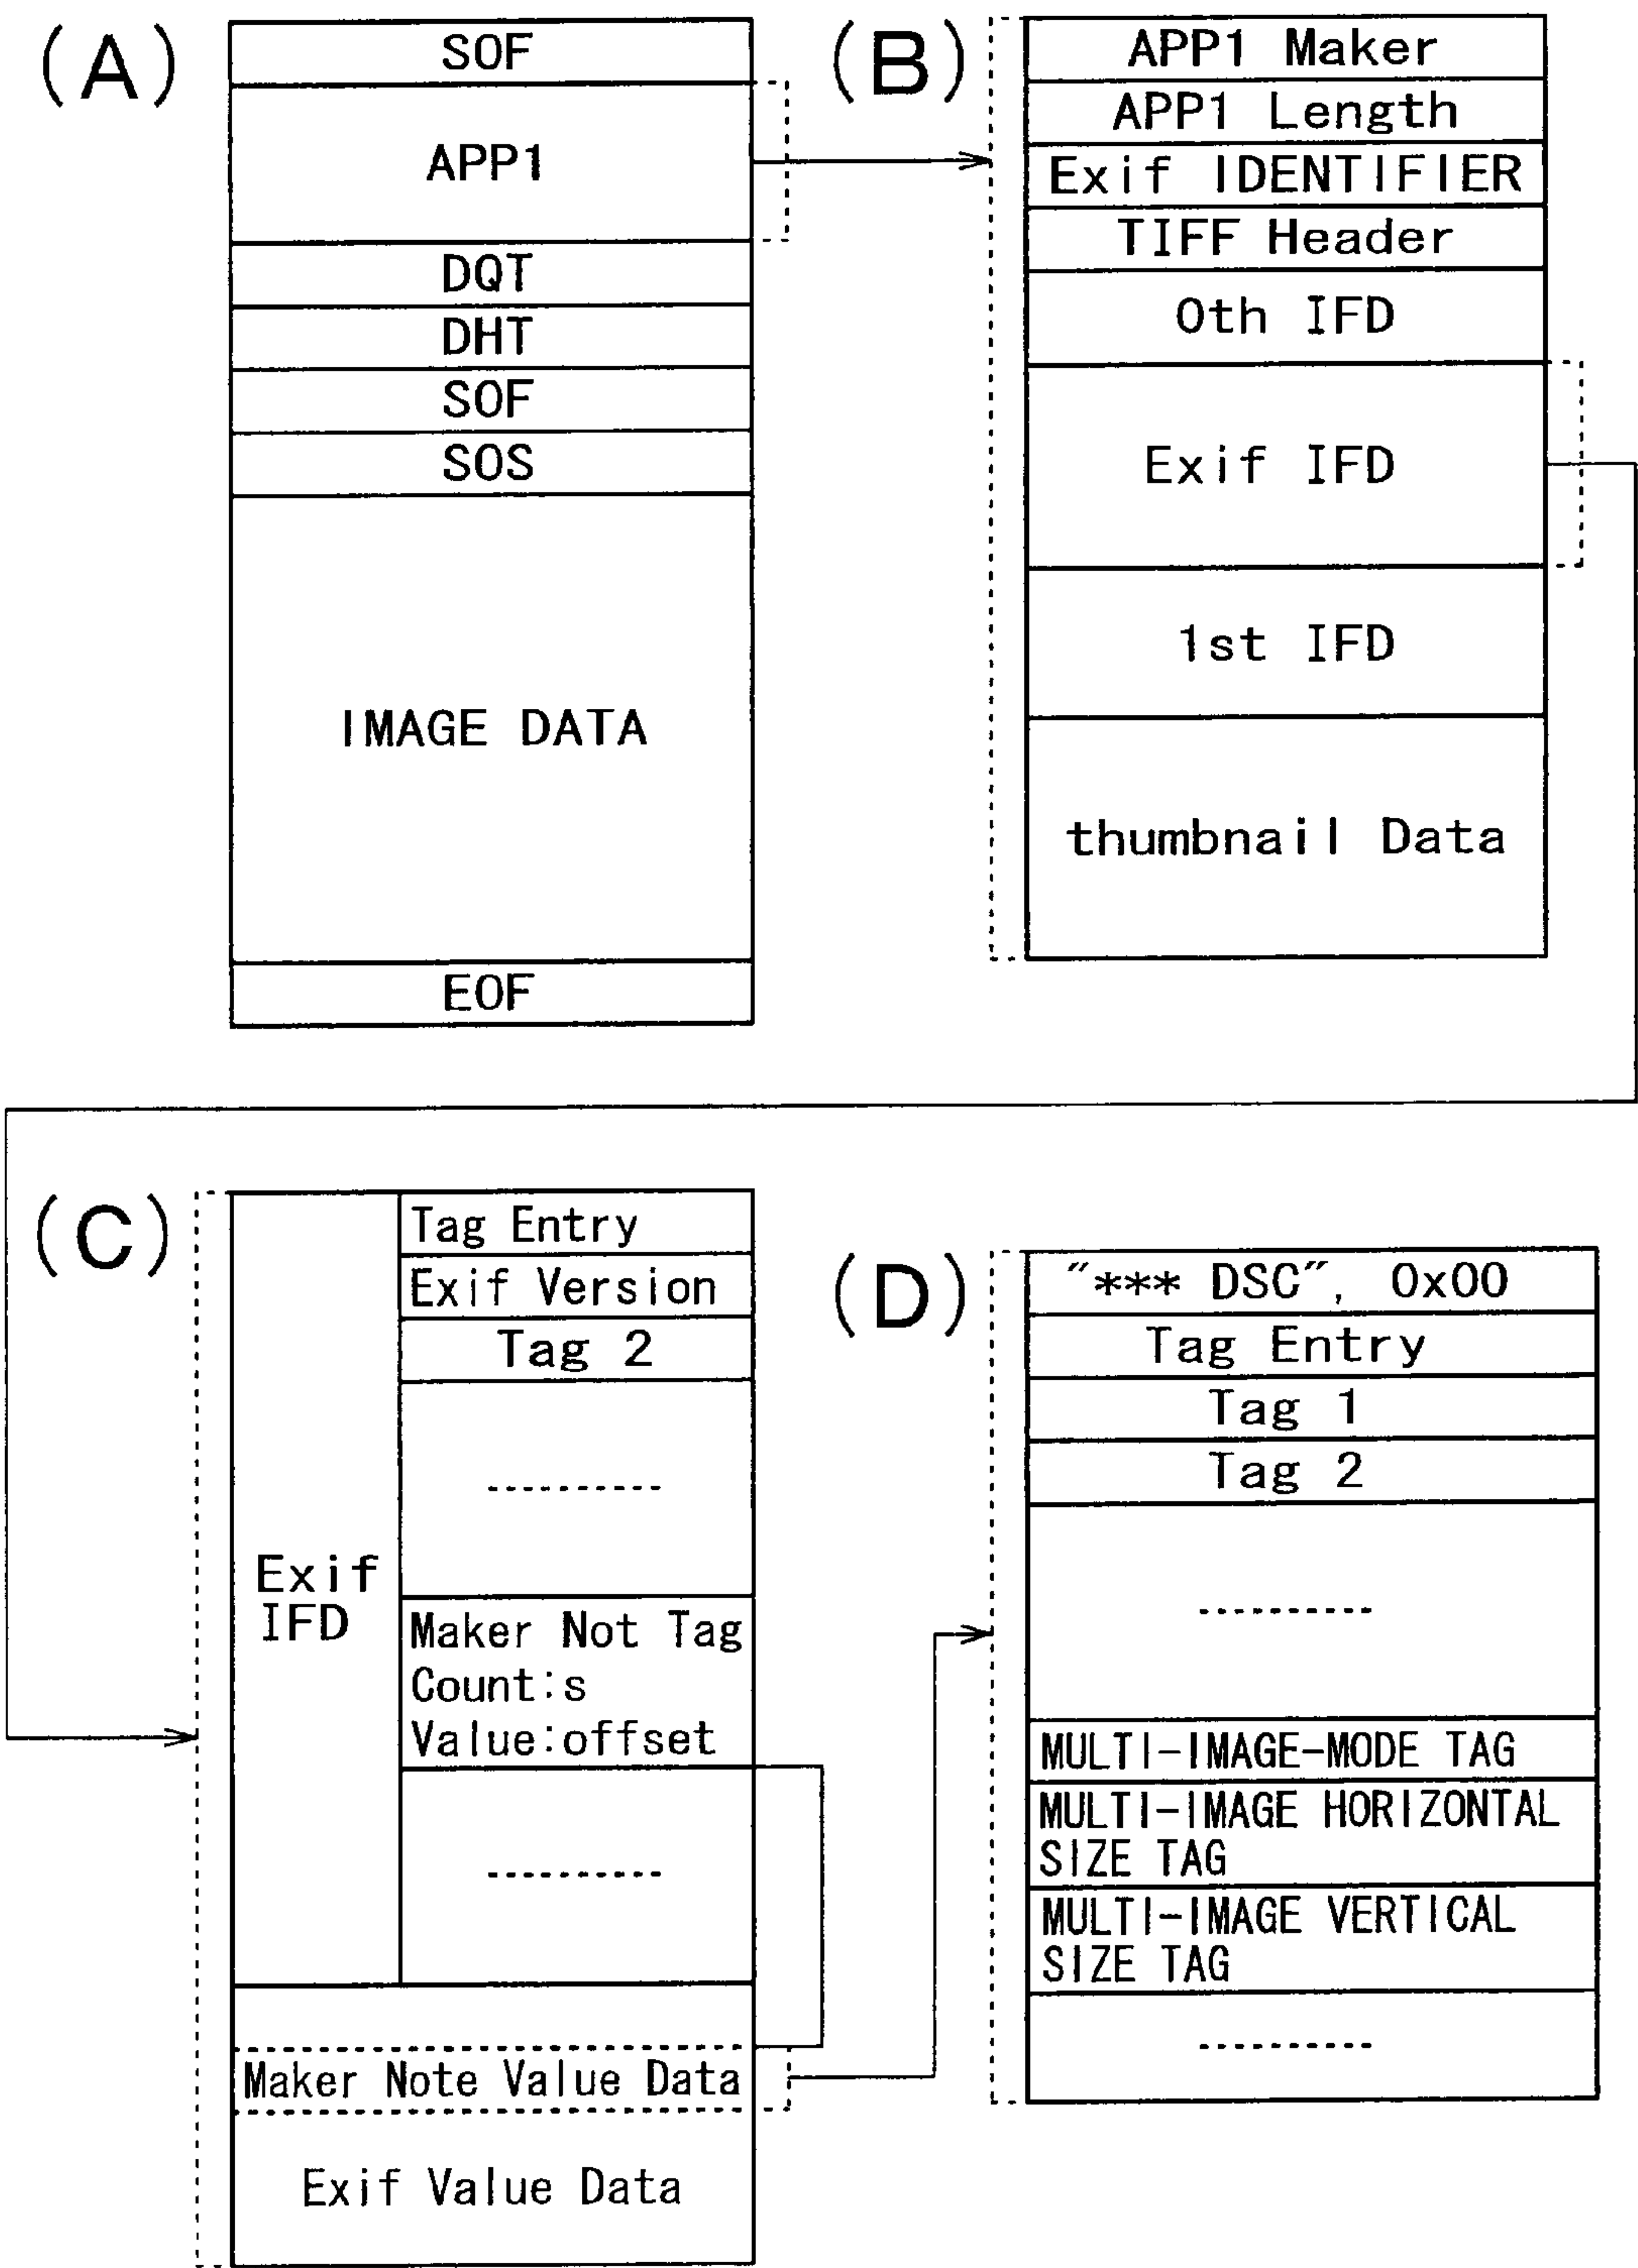 (A)
SOF
APP1
DQT
DHT
SOF
SOS
IMAGE DATA
EOF
(B)
APP1 Maker
APP1 Length
Exif IDENTIFIER
TIFF Header
0th IFD
Exif IFD
1st IFD
thumbnail Data
(C)
Exif
IFD
Tag Entry
Exif Version
Tag 2
Maker Not Tag
Count:s
Value:offset
Maker Note Value Data
Exif Value Data
(D)
"*** DSC", 0x00
Tag Entry
Tag 1
Tag 2
MULTI-IMAGE-MODE TAG
MULTI-IMAGE HORIZONTAL
SIZE TAG
MULTI-IMAGE VERTICAL
SIZE TAG